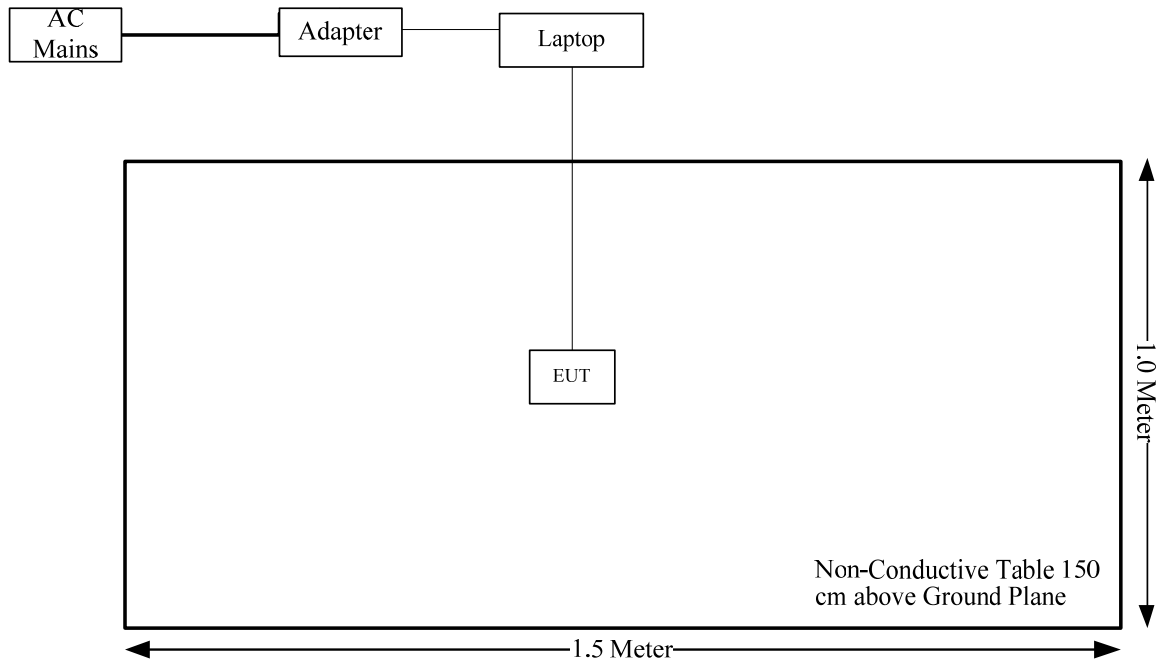 AC
Mains
Adapter
Laptop
EUT
1.0 Meter
Non-Conductive Table 150
cm above Ground Plane
1.5 Meter